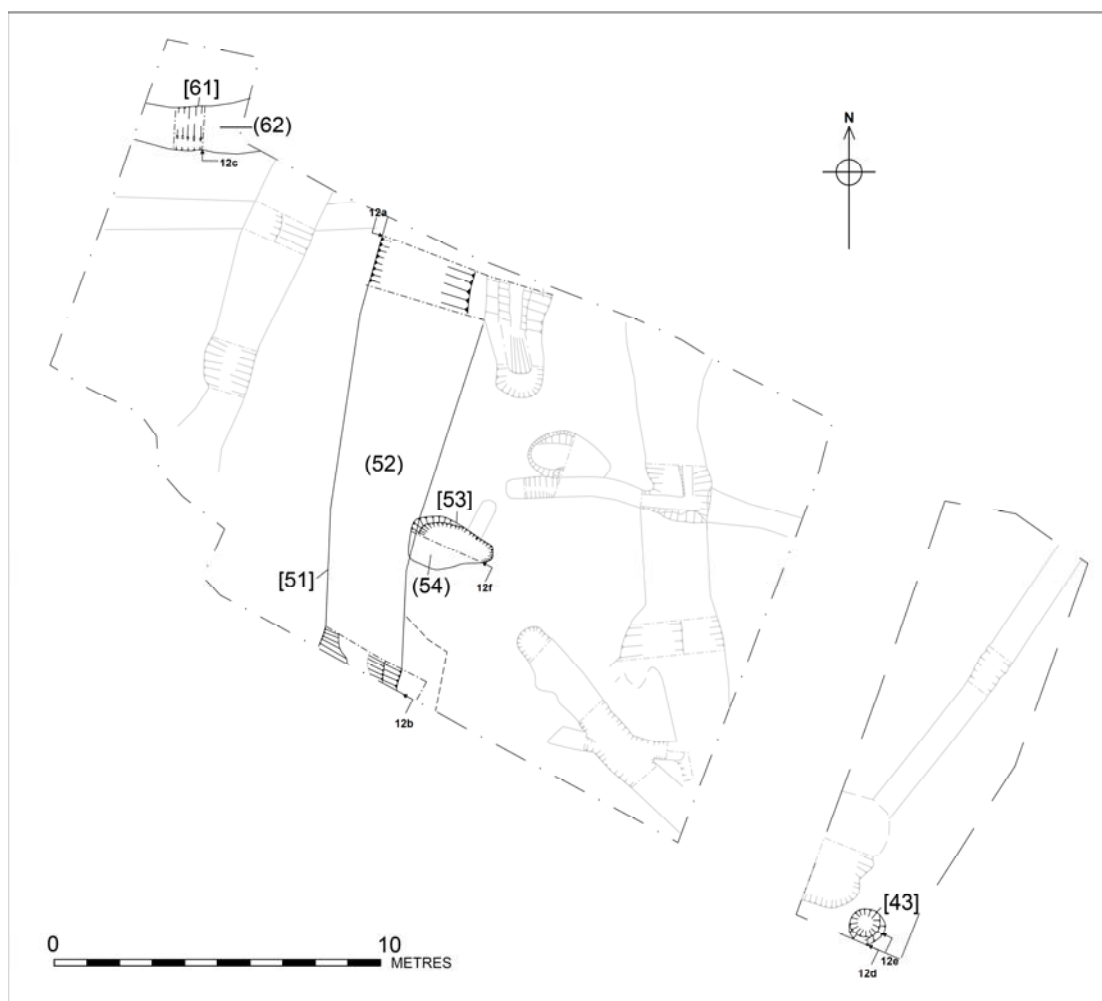 [61]
(62)
12c
N
12a
(52)
[53]
[51]
(54)
12f
12b
[43]
12e
12d
0 10
METRES